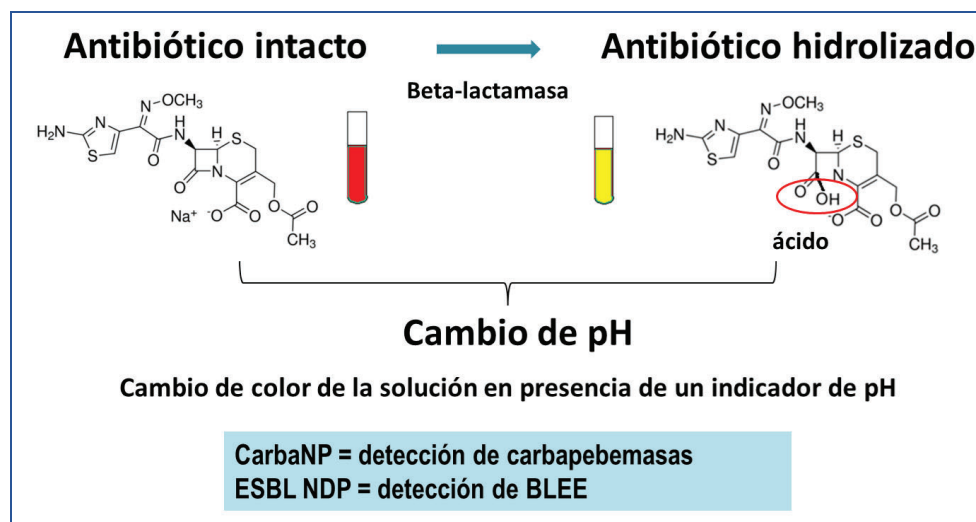 Antibiótico intacto
Antibiótico hidrolizado
Beta-lactamasa
N
OCH₃
H₂N
N
S
O
H
N
H
S
O
N
Na⁺
⁻O
O
O
O
CH₃
N
OCH₃
H₂N
N
S
O
H
N
H
S
O
OH
N
⁻O
O
O
O
CH₃
ácido
Cambio de pH
Cambio de color de la solución en presencia de un indicador de pH
CarbaNP = detección de carbapebemasas
ESBL NDP = detección de BLEE